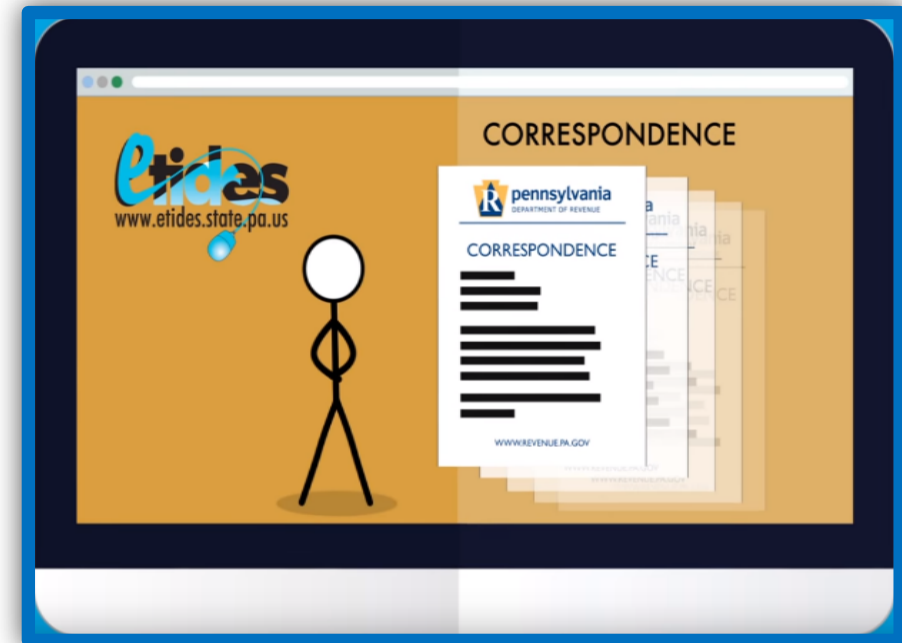 etides
www.etides.state.pa.us
CORRESPONDENCE
pennsylvania
DEPARTMENT OF REVENUE
CORRESPONDENCE
WWW.REVENUE.PA.GOV